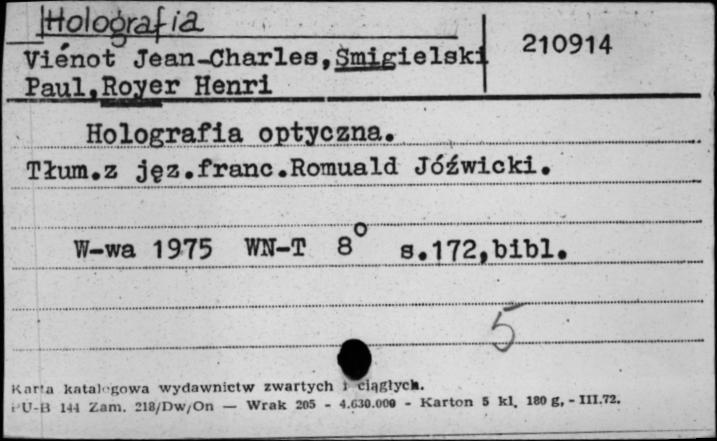 Holografia
Viénot Jean-Charles, Smigielski 210914
Paul, Royer Henri
Holografia optyczna.
Tłum.z jęz.franc.Romuald Jóźwicki.
W-wa 1975 WN-T 8° s.172,bibl.
5
Karta katalogowa wydawnictw zwartych i ciągłych.
PU-B 144 Zam. 218/Dw/On — Wrak 205 - 4.630.000 - Karton 5 kl. 180 g. - III.72.